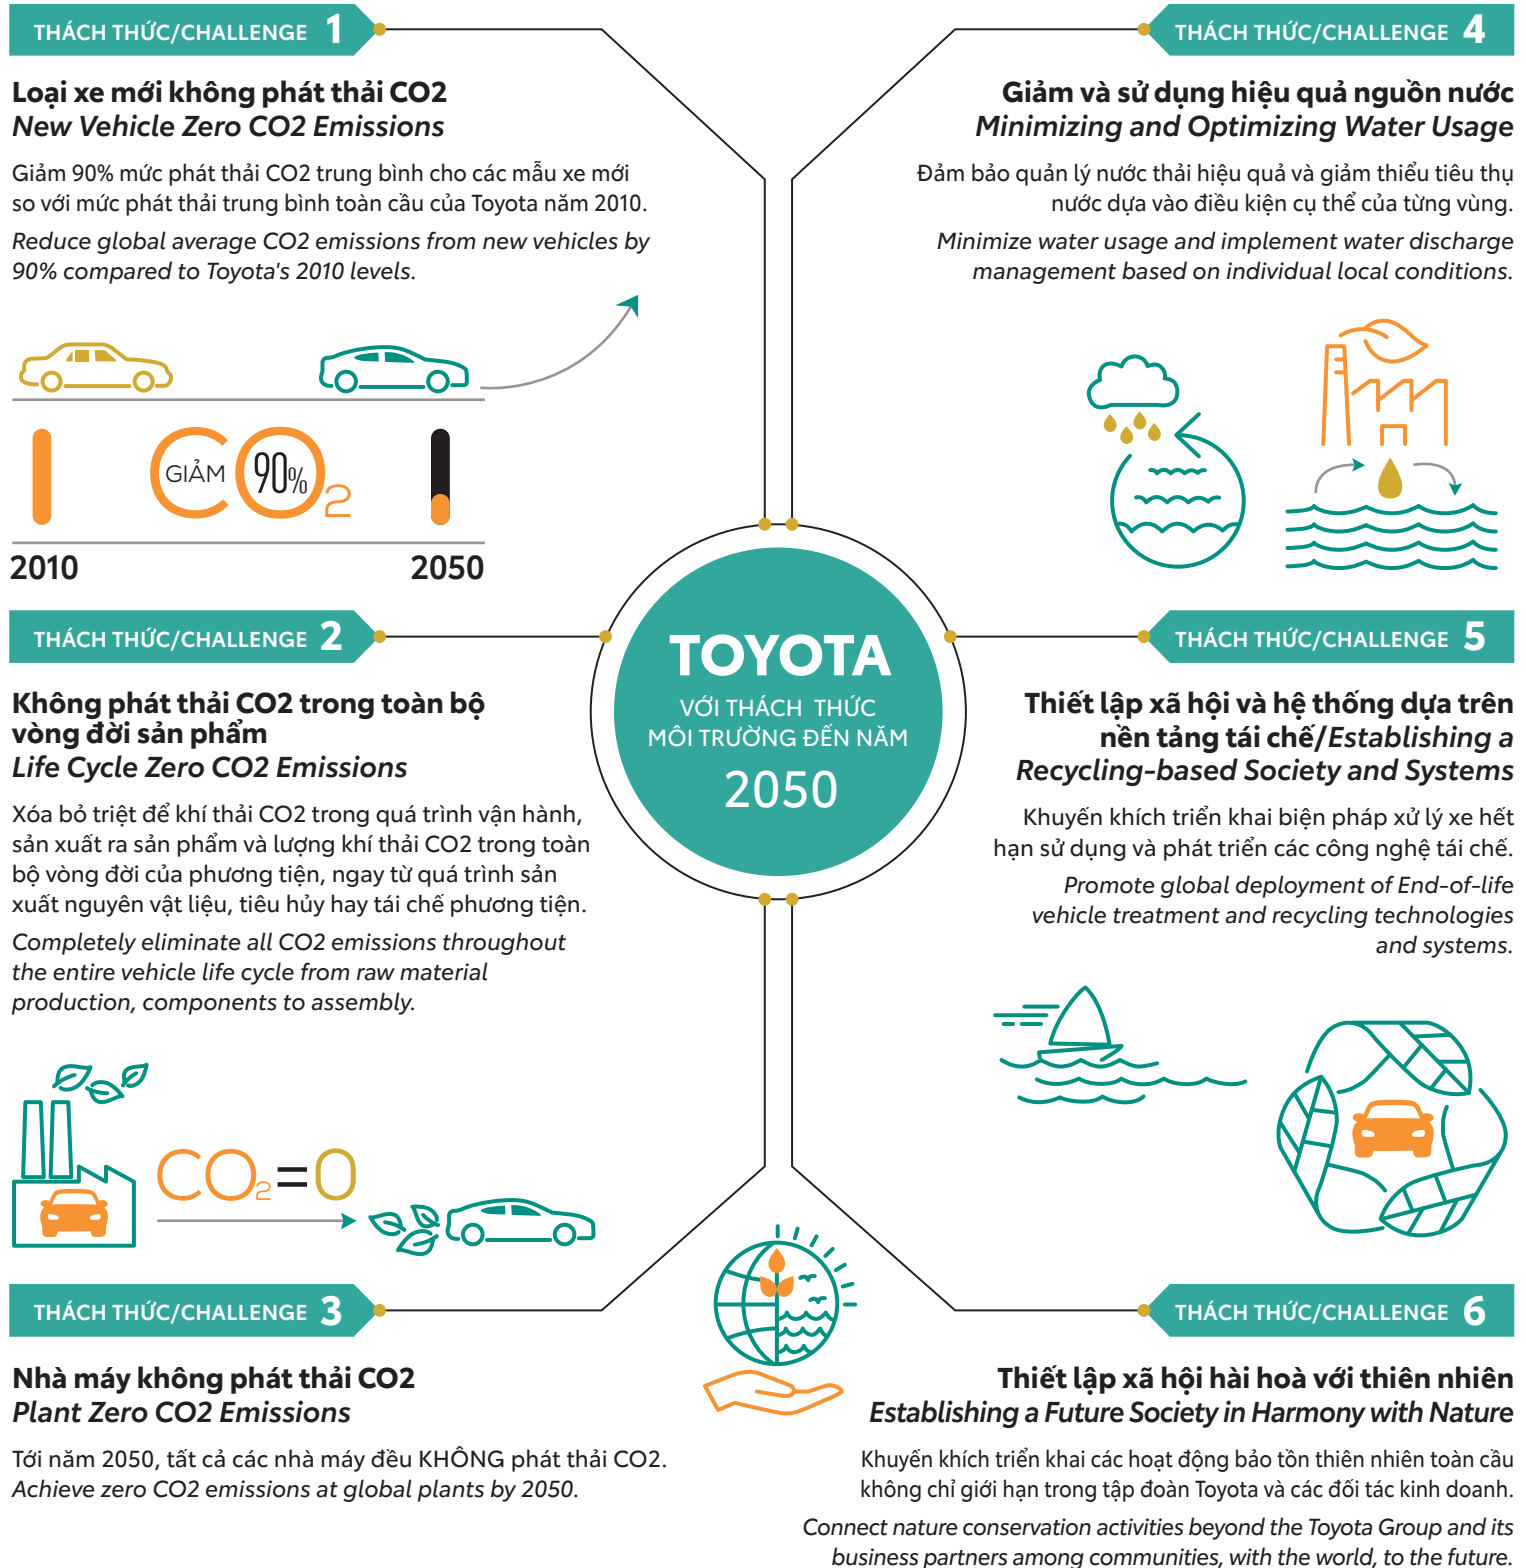 THÁCH THỨC/CHALLENGE 1
Loại xe mới không phát thải CO2
New Vehicle Zero CO2 Emissions
Giảm 90% mức phát thải CO2 trung bình cho các mẫu xe mới
so với mức phát thải trung bình toàn cầu của Toyota năm 2010.
Reduce global average CO2 emissions from new vehicles by
90% compared to Toyota's 2010 levels.
CO2
GIẢM 90%
2010
2050
THÁCH THỨC/CHALLENGE 2
Không phát thải CO2 trong toàn bộ
vòng đời sản phẩm
Life Cycle Zero CO2 Emissions
Xóa bỏ triệt để khí thải CO2 trong quá trình vận hành,
sản xuất ra sản phẩm và lượng khí thải CO2 trong toàn
bộ vòng đời của phương tiện, ngay từ quá trình sản
xuất nguyên vật liệu, tiêu hủy hay tái chế phương tiện.
Completely eliminate all CO2 emissions throughout
the entire vehicle life cycle from raw material
production, components to assembly.
CO2=0
THÁCH THỨC/CHALLENGE 3
Nhà máy không phát thải CO2
Plant Zero CO2 Emissions
Tới năm 2050, tất cả các nhà máy đều KHÔNG phát thải CO2.
Achieve zero CO2 emissions at global plants by 2050.
TOYOTA
VỚI THÁCH THỨC
MÔI TRƯỜNG ĐẾN NĂM
2050
THÁCH THỨC/CHALLENGE 4
Giảm và sử dụng hiệu quả nguồn nước
Minimizing and Optimizing Water Usage
Đảm bảo quản lý nước thải hiệu quả và giảm thiểu tiêu thụ
nước dựa vào điều kiện cụ thể của từng vùng.
Minimize water usage and implement water discharge
management based on individual local conditions.
THÁCH THỨC/CHALLENGE 5
Thiết lập xã hội và hệ thống dựa trên
nền tảng tái chế/Establishing a
Recycling-based Society and Systems
Khuyến khích triển khai biện pháp xử lý xe hết
hạn sử dụng và phát triển các công nghệ tái chế.
Promote global deployment of End-of-life
vehicle treatment and recycling technologies
and systems.
THÁCH THỨC/CHALLENGE 6
Thiết lập xã hội hài hoà với thiên nhiên
Establishing a Future Society in Harmony with Nature
Khuyến khích triển khai các hoạt động bảo tồn thiên nhiên toàn cầu
không chỉ giới hạn trong tập đoàn Toyota và các đối tác kinh doanh.
Connect nature conservation activities beyond the Toyota Group and its
business partners among communities, with the world, to the future.